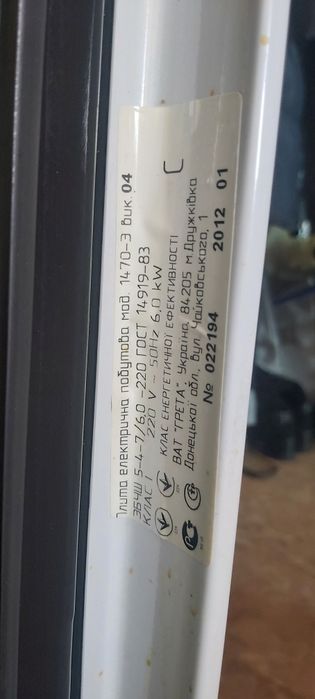 Плита електрична побутова мод. 1470-Э вик. 04
ЭБЧШ 5-4-7/6,0 -220 ГОСТ 14919-83
КЛАС I
220 V ~ 50Hz 6,0 kW
КЛАС ЕНЕРГЕТИЧНОЇ ЕФЕКТИВНОСТІ C
ВАТ "ГРЕТА", Україна, 84205 м.Дружківка
Донецької обл., вул. Чайковського, 1
№ 022194 2012 01